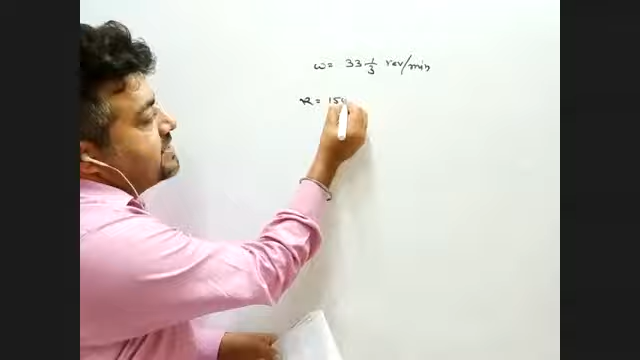 ω = 33 1/3 rev/min
r = 15